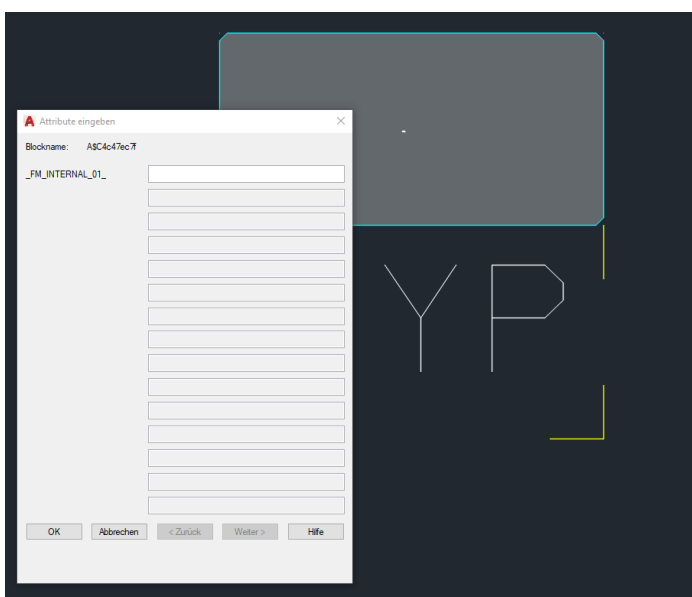 Attribute eingeben
Blockname: A$C4c47ec7f
_FM_INTERNAL_01_
YP
OK Abbrechen < Zurück Weiter > Hilfe